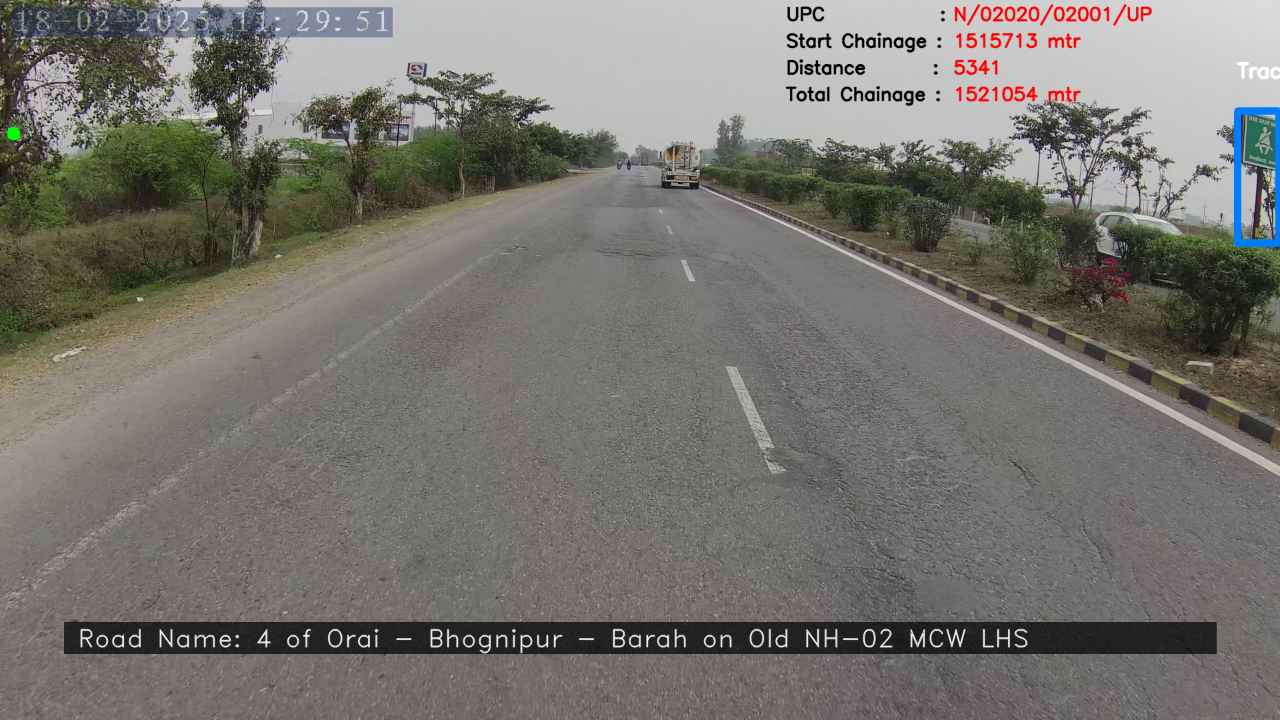 18-02-2025 11:29:51
UPC : N/02020/02001/UP
Start Chainage : 1515713 mtr
Distance : 5341
Total Chainage : 1521054 mtr
Trac
Road Name: 4 of Orai - Bhognipur - Barah on Old NH-02 MCW LHS